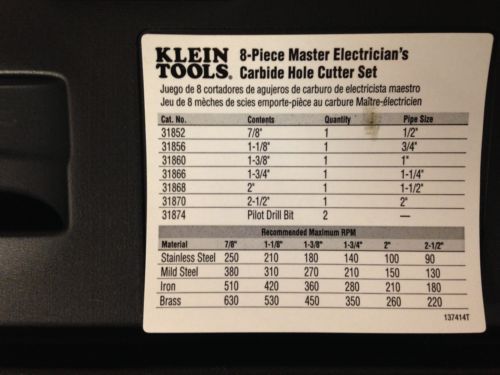 KLEIN TOOLS® 8-Piece Master Electrician's
Carbide Hole Cutter Set
Juego de 8 cortadores de agujeros de carburo de electricista maestro
Jeu de 8 mèches de scies emporte-pièce au carbure Maître-électricien
Cat. No. Contents Quantity Pipe Size
31852 7/8" 1 1/2"
31856 1-1/8" 1 3/4"
31860 1-3/8" 1 1"
31866 1-3/4" 1 1-1/4"
31868 2" 1 1-1/2"
31870 2-1/2" 1 2"
31874 Pilot Drill Bit 2 —
Recommended Maximum RPM
Material 7/8" 1-1/8" 1-3/8" 1-3/4" 2" 2-1/2"
Stainless Steel 250 210 180 140 100 90
Mild Steel 380 310 270 210 150 130
Iron 510 420 360 280 210 180
Brass 630 530 450 350 260 220
137414T